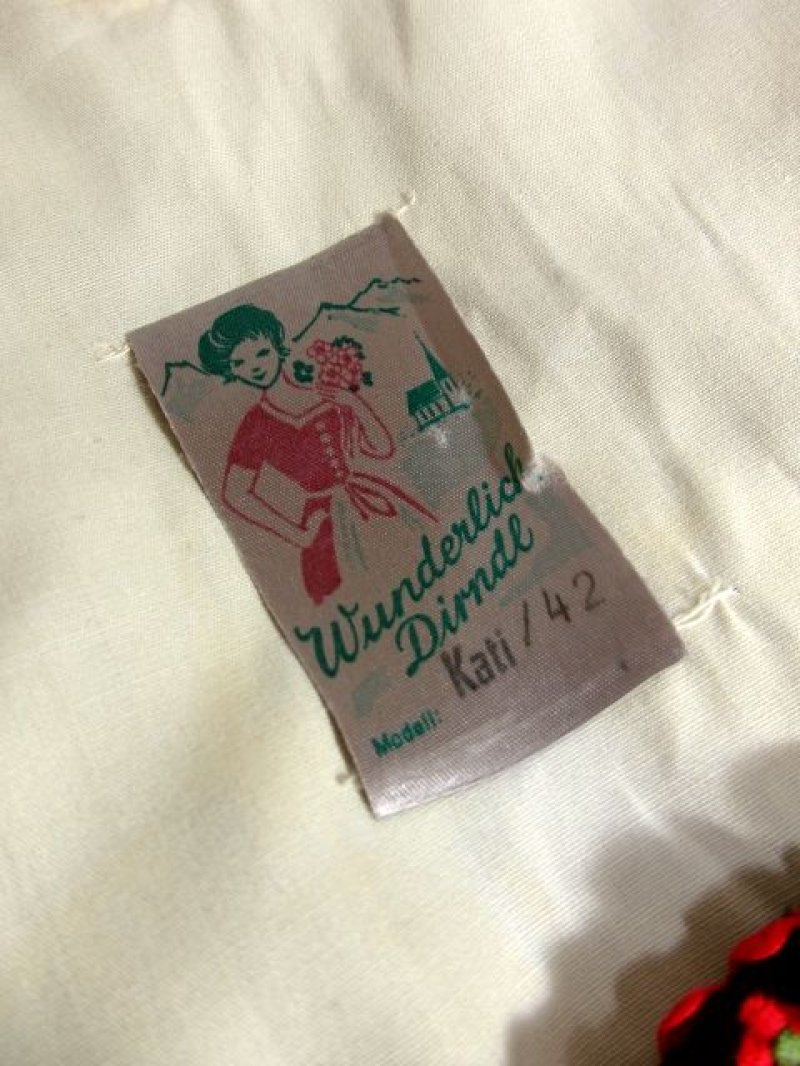 Wunderlich
Dirndl
Kati / 42
Modell: